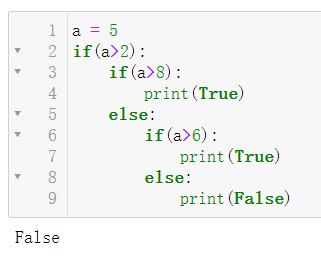 1 a = 5
2 if(a>2):
3     if(a>8):
4         print(True)
5     else:
6         if(a>6):
7             print(True)
8         else:
9             print(False)
False